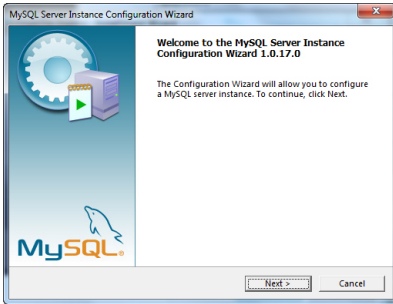 MySQL Server Instance Configuration Wizard
Welcome to the MySQL Server Instance
Configuration Wizard 1.0.17.0
The Configuration Wizard will allow you to configure
a MySQL server instance. To continue, click Next.
MySQL®
Next >
Cancel